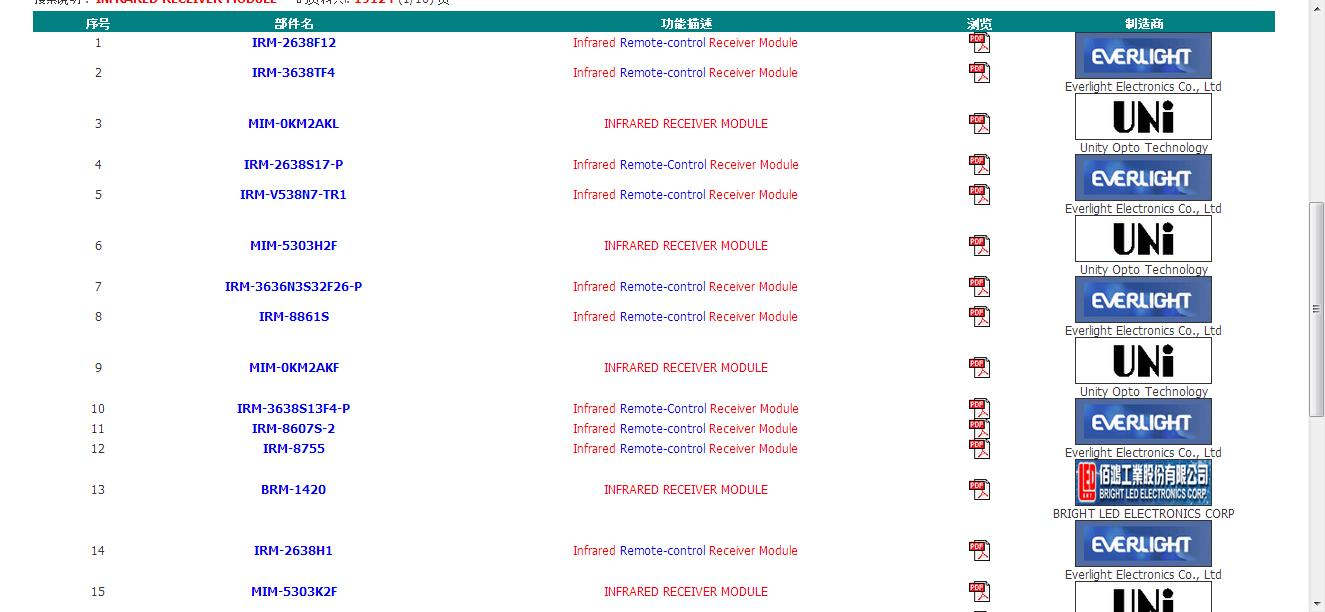 INFRARED RECEIVER MODULE
序号 部件名 功能描述 浏览 制造商
1 IRM-2638F12 Infrared Remote-control Receiver Module PDF EVERLIGHT
2 IRM-3638TF4 Infrared Remote-control Receiver Module PDF
Everlight Electronics Co., Ltd
3 MIM-0KM2AKL INFRARED RECEIVER MODULE PDF UNi
Unity Opto Technology
4 IRM-2638S17-P Infrared Remote-Control Receiver Module PDF EVERLIGHT
5 IRM-V538N7-TR1 Infrared Remote-Control Receiver Module PDF
Everlight Electronics Co., Ltd
6 MIM-5303H2F INFRARED RECEIVER MODULE PDF UNi
Unity Opto Technology
7 IRM-3636N3S32F26-P Infrared Remote-control Receiver Module PDF EVERLIGHT
8 IRM-8861S Infrared Remote-control Receiver Module PDF
Everlight Electronics Co., Ltd
9 MIM-0KM2AKF INFRARED RECEIVER MODULE PDF UNi
Unity Opto Technology
10 IRM-3638S13F4-P Infrared Remote-Control Receiver Module PDF EVERLIGHT
11 IRM-8607S-2 Infrared Remote-control Receiver Module PDF
12 IRM-8755 Infrared Remote-control Receiver Module PDF
Everlight Electronics Co., Ltd
13 BRM-1420 INFRARED RECEIVER MODULE PDF LED 佰鴻工業股份有限公司
BRIGHT LED ELECTRONICS CORP.
BRIGHT LED ELECTRONICS CORP
14 IRM-2638H1 Infrared Remote-control Receiver Module PDF EVERLIGHT
Everlight Electronics Co., Ltd
15 MIM-5303K2F INFRARED RECEIVER MODULE PDF UNi